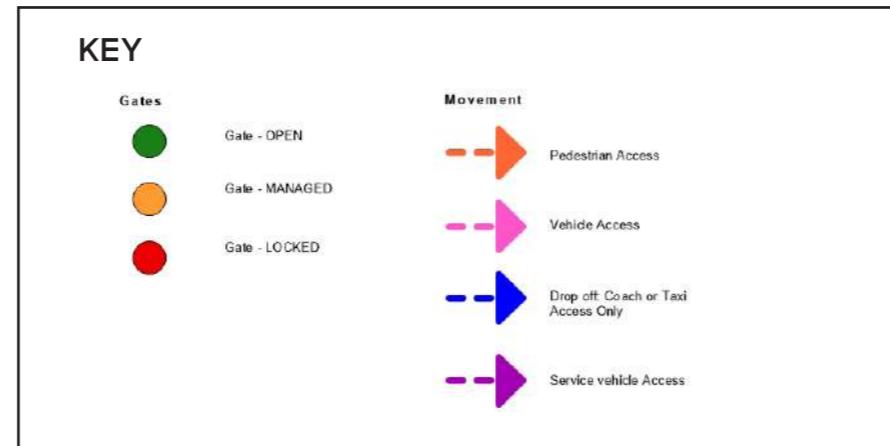 KEY
Gates
Gate - OPEN
Gate - MANAGED
Gate - LOCKED
Movement
Pedestrian Access
Vehicle Access
Drop off: Coach or Taxi
Access Only
Service vehicle Access